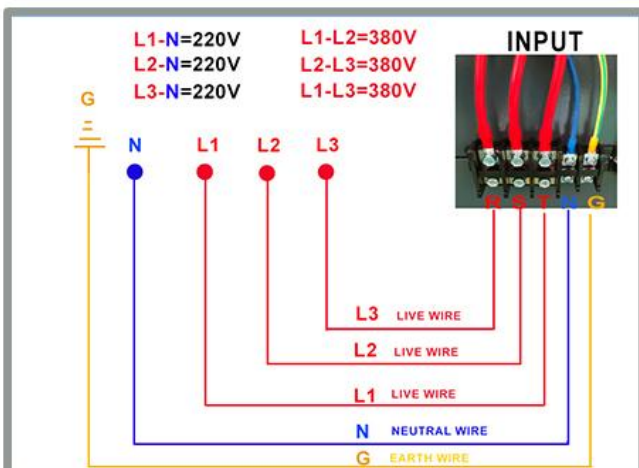 L1-N=220V L1-L2=380V
L2-N=220V L2-L3=380V
L3-N=220V L1-L3=380V
INPUT
G
N L1 L2 L3
R S T N G
L3 LIVE WIRE
L2 LIVE WIRE
L1 LIVE WIRE
N NEUTRAL WIRE
G EARTH WIRE